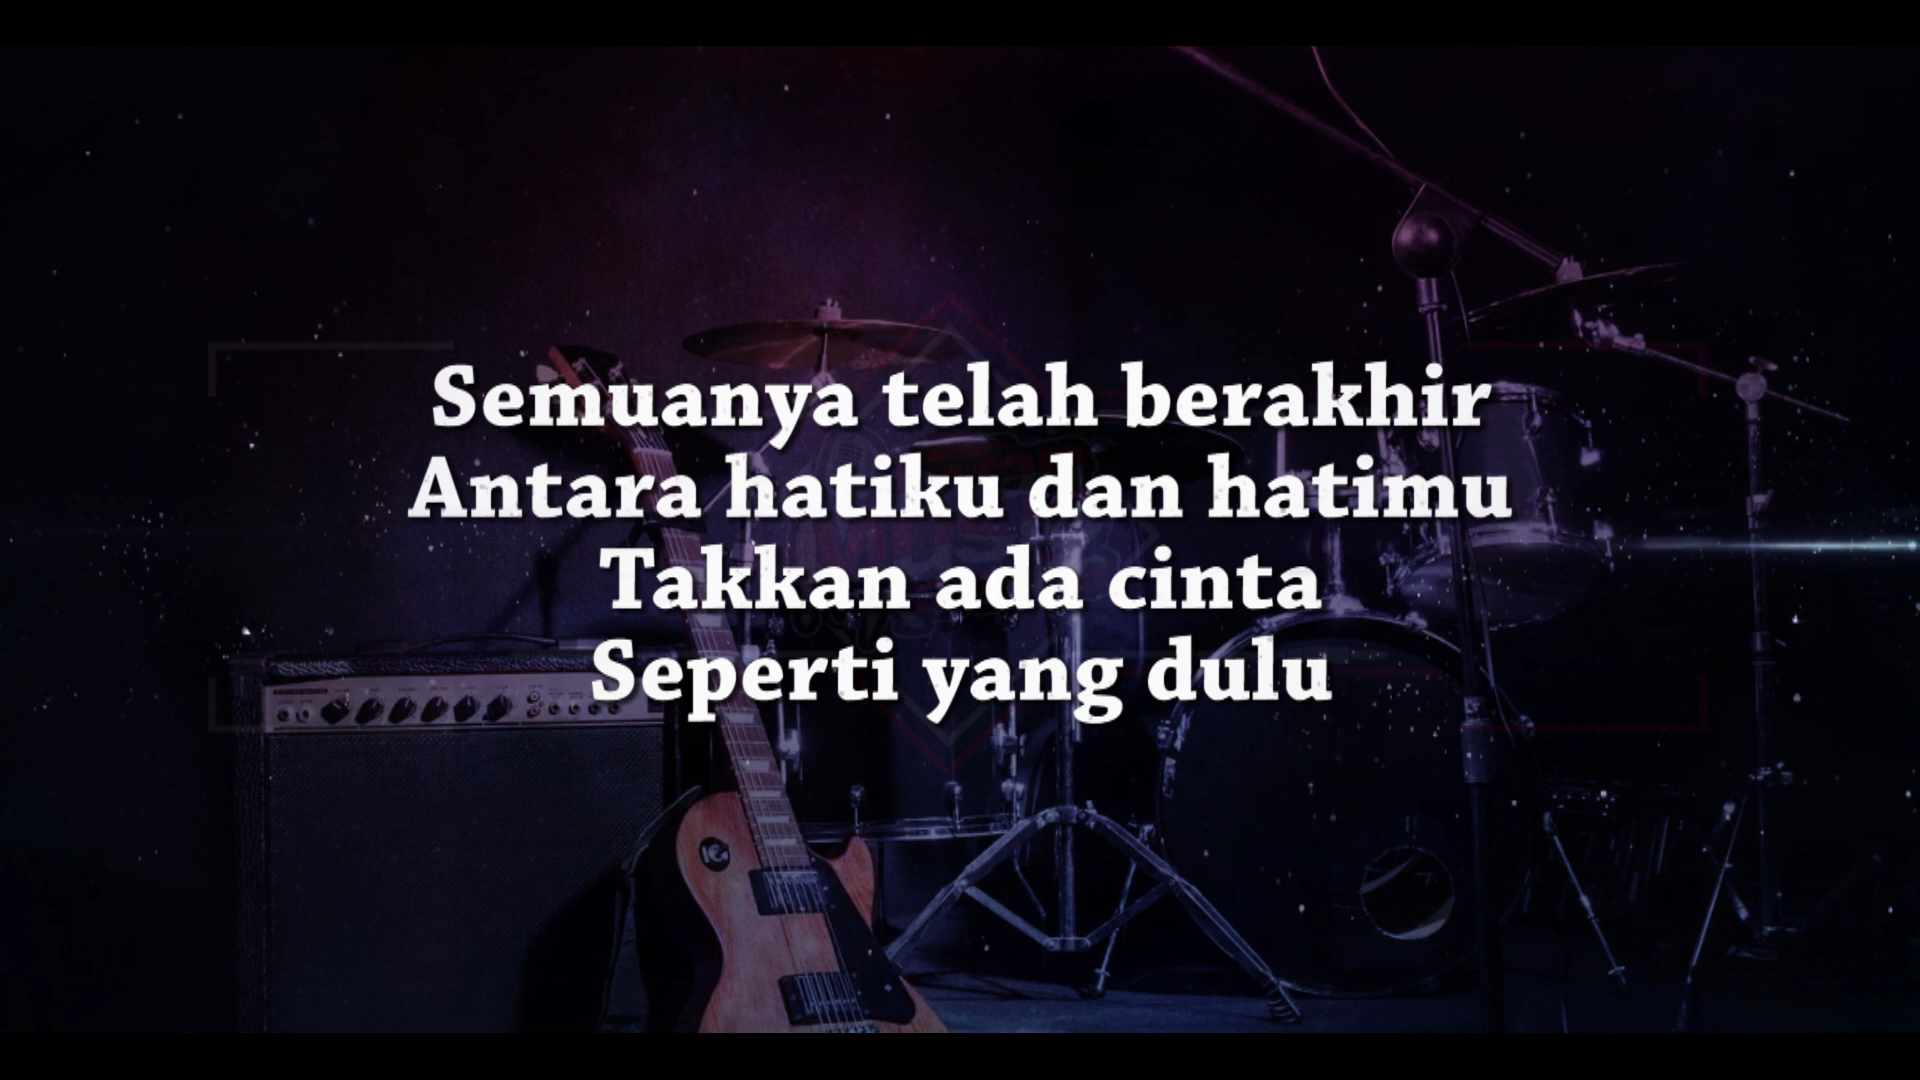 Semuanya telah berakhir
Antara hatiku dan hatimu
Takkan ada cinta
Seperti yang dulu